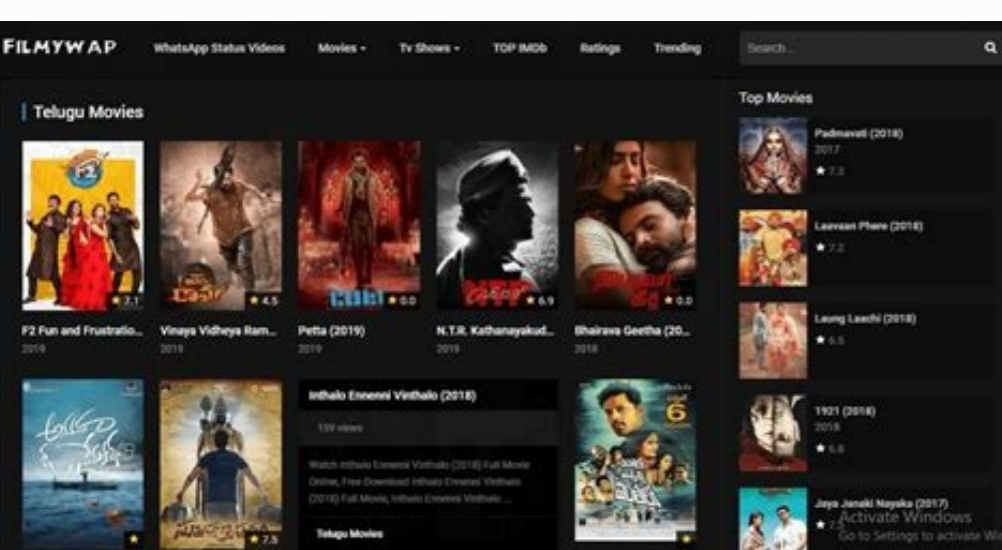 FILMYWAP
WhatsApp Status Videos
Movies
Tv Shows
TOP IMDb
Ratings
Trending
Search...
Telugu Movies
F2
7.1
4.5
0.0
6.9
0.0
F2 Fun and Frustratio...
2019
Vinaya Vidheya Ram...
2019
Petta (2019)
2019
N.T.R. Kathanayakud...
2019
Bhairava Geetha (20...
2018
7.5
Inthalo Ennenni Vinthalo (2018)
159 views
Watch Inthalo Ennenni Vinthalo (2018) Full Movie
Online, Free Download Inthalo Ennenni Vinthalo
(2018) Full Movie, Inthalo Ennenni Vinthalo ...
Telugu Movies
6
Top Movies
Padmavati (2018)
2017
7.3
Laavaan Phere (2018)
7.2
Laung Laachi (2018)
6.5
1921 (2018)
2018
6.8
Jaya Janaki Nayaka (2017)
Activate Windows
Go to Settings to activate